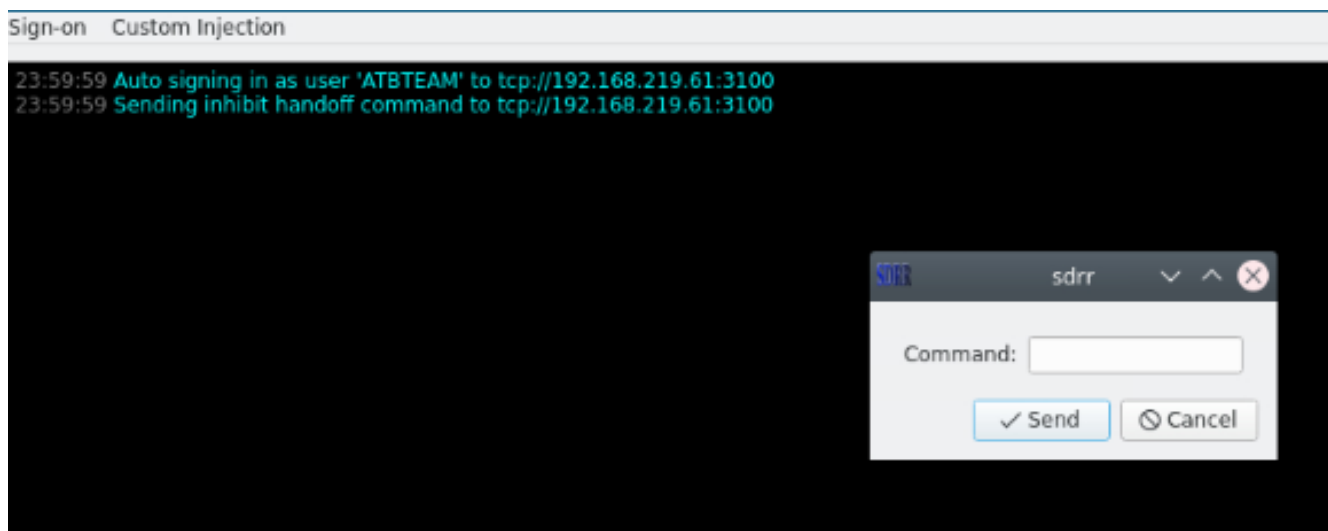 Sign-on Custom Injection
23:59:59 Auto signing in as user 'ATBTEAM' to tcp://192.168.219.61:3100
23:59:59 Sending inhibit handoff command to tcp://192.168.219.61:3100
SDRR sdrr
Command:
Send Cancel